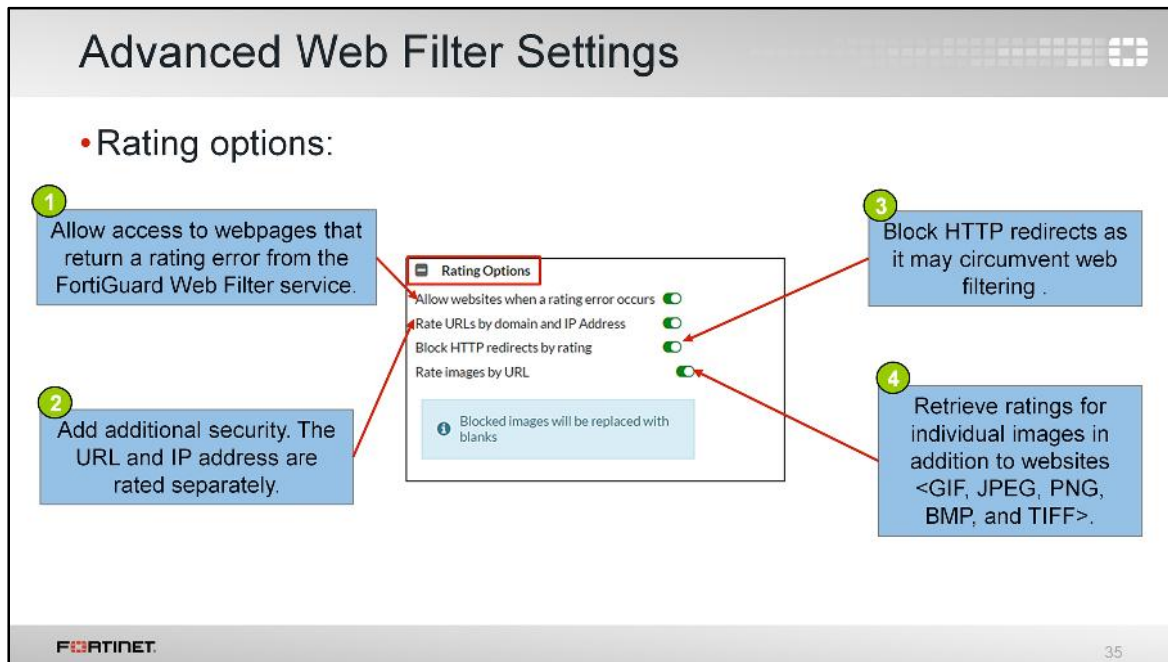 Advanced Web Filter Settings
•Rating options:
1
Allow access to webpages that
return a rating error from the
FortiGuard Web Filter service.
2
Add additional security. The
URL and IP address are
rated separately.
Rating Options
Allow websites when a rating error occurs
Rate URLs by domain and IP Address
Block HTTP redirects by rating
Rate images by URL
Blocked images will be replaced with
blanks
3
Block HTTP redirects as
it may circumvent web
filtering .
4
Retrieve ratings for
individual images in
addition to websites
<GIF, JPEG, PNG,
BMP, and TIFF>.
FORTINET.
35